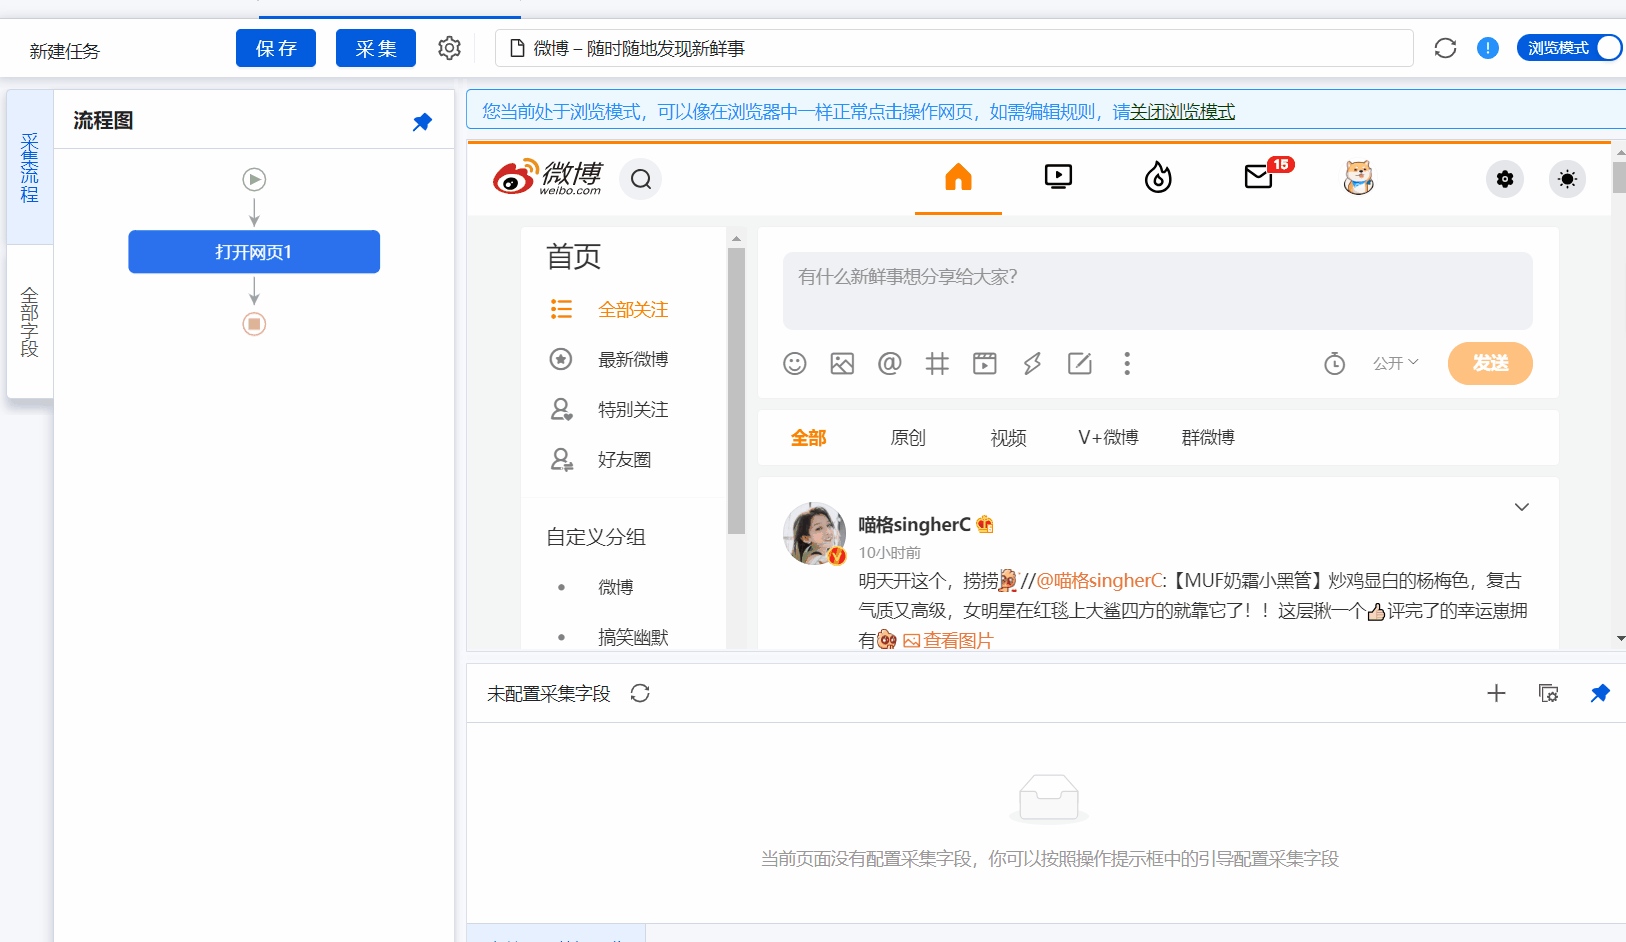 新建任务
保存
采集
微博 – 随时随地发现新鲜事
浏览模式
采集流程
全部字段
流程图
打开网页1
您当前处于浏览模式，可以像在浏览器中一样正常点击操作网页，如需编辑规则，请关闭浏览模式
微博
weibo.com
15
首页
全部关注
最新微博
特别关注
好友圈
自定义分组
微博
搞笑幽默
有什么新鲜事想分享给大家？
公开
发送
全部
原创
视频
V+微博
群微博
喵格singherC
10小时前
明天开这个，捞捞//@喵格singherC:【MUF奶霜小黑管】炒鸡显白的杨梅色，复古
气质又高级，女明星在红毯上大鲨四方的就靠它了！！这层揪一个评完了的幸运崽拥
有 查看图片
未配置采集字段
当前页面没有配置采集字段，你可以按照操作提示框中的引导配置采集字段